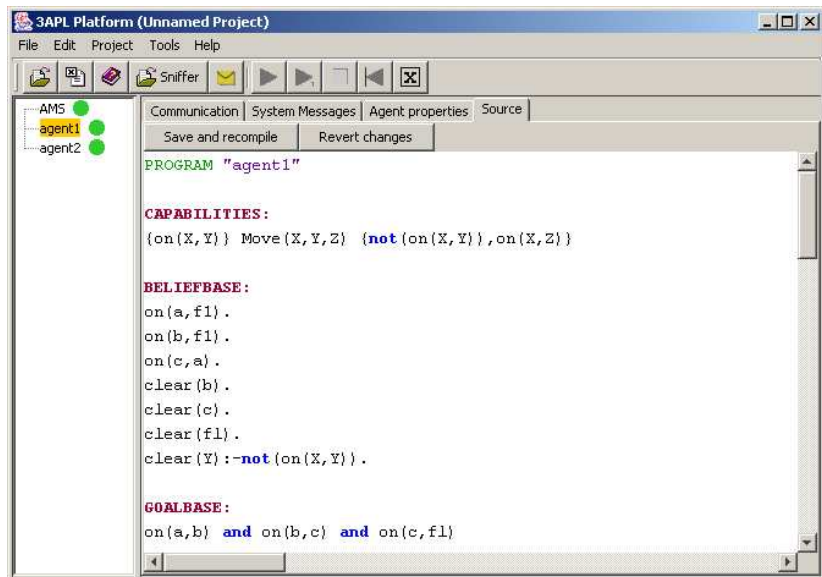 3APL Platform (Unnamed Project)
File Edit Project Tools Help
Sniffer
AMS
agent1
agent2
Communication System Messages Agent properties Source
Save and recompile Revert changes
PROGRAM "agent1"
CAPABILITIES:
{on(X,Y)} Move(X,Y,Z) {not(on(X,Y)),on(X,Z)}
BELIEFBASE:
on(a,fl).
on(b,fl).
on(c,a).
clear(b).
clear(c).
clear(fl).
clear(Y):-not(on(X,Y)).
GOALBASE:
on(a,b) and on(b,c) and on(c,fl)